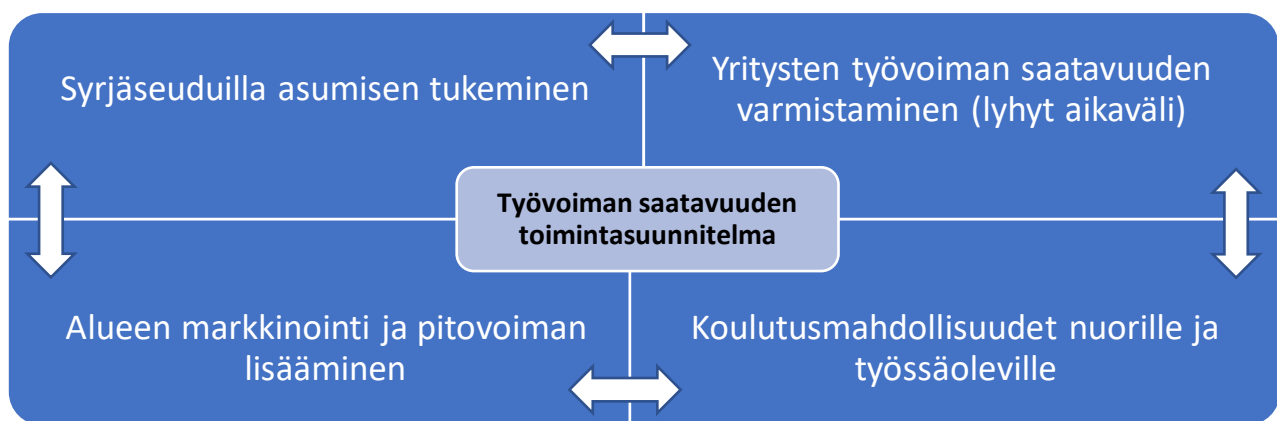 Syrjäseuduilla asumisen tukeminen
Yritysten työvoiman saatavuuden
varmistaminen (lyhyt aikaväli)
Työvoiman saatavuuden
toimintasuunnitelma
Alueen markkinointi ja pitovoiman
lisääminen
Koulutusmahdollisuudet nuorille ja
työssäoleville